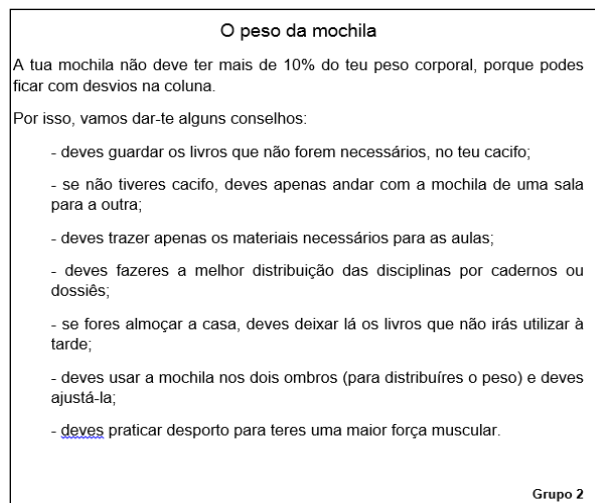 O peso da mochila
A tua mochila não deve ter mais de 10% do teu peso corporal, porque podes
ficar com desvios na coluna.
Por isso, vamos dar-te alguns conselhos:
- deves guardar os livros que não forem necessários, no teu cacifo;
- se não tiveres cacifo, deves apenas andar com a mochila de uma sala
para a outra;
- deves trazer apenas os materiais necessários para as aulas;
- deves fazeres a melhor distribuição das disciplinas por cadernos ou
dossiês;
- se fores almoçar a casa, deves deixar lá os livros que não irás utilizar à
tarde;
- deves usar a mochila nos dois ombros (para distribuíres o peso) e deves
ajustá-la;
- deves praticar desporto para teres uma maior força muscular.
Grupo 2